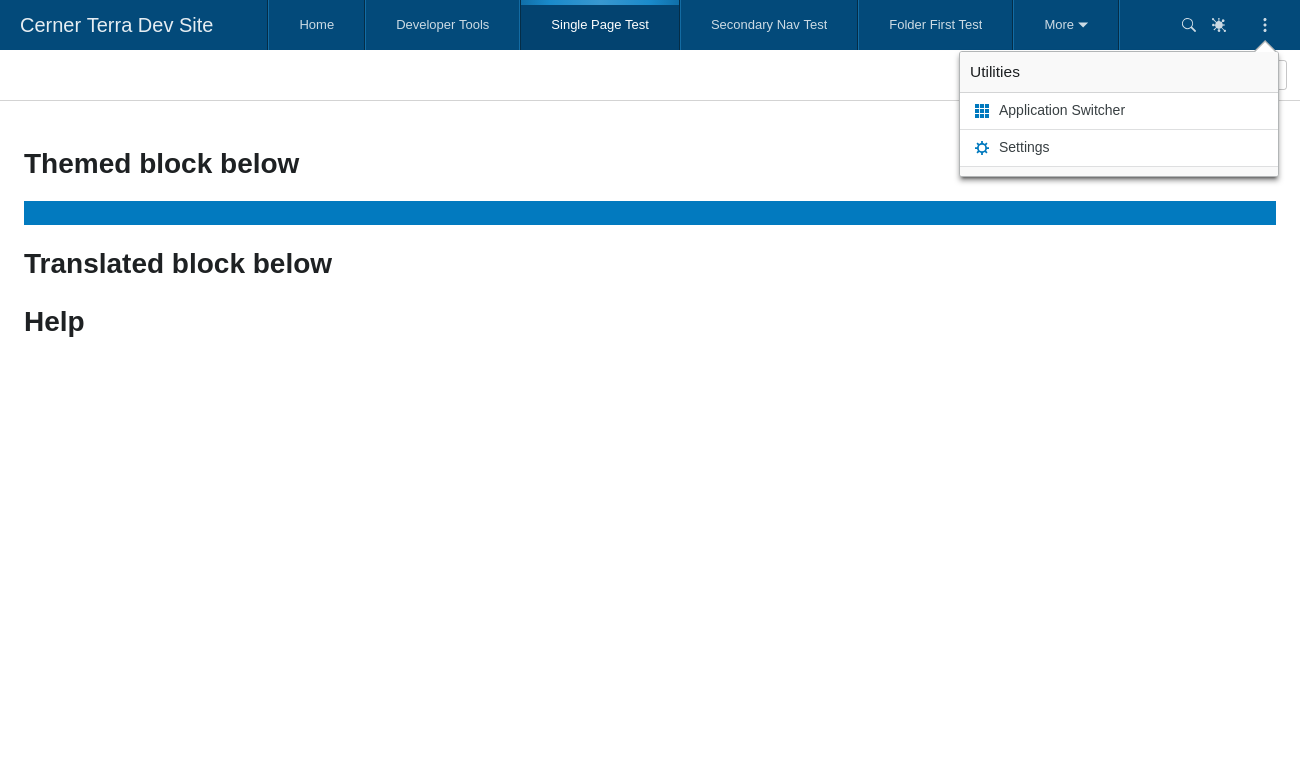 Cerner Terra Dev Site
Home
Developer Tools
Single Page Test
Secondary Nav Test
Folder First Test
More
Utilities
Application Switcher
Settings
Themed block below
Translated block below
Help